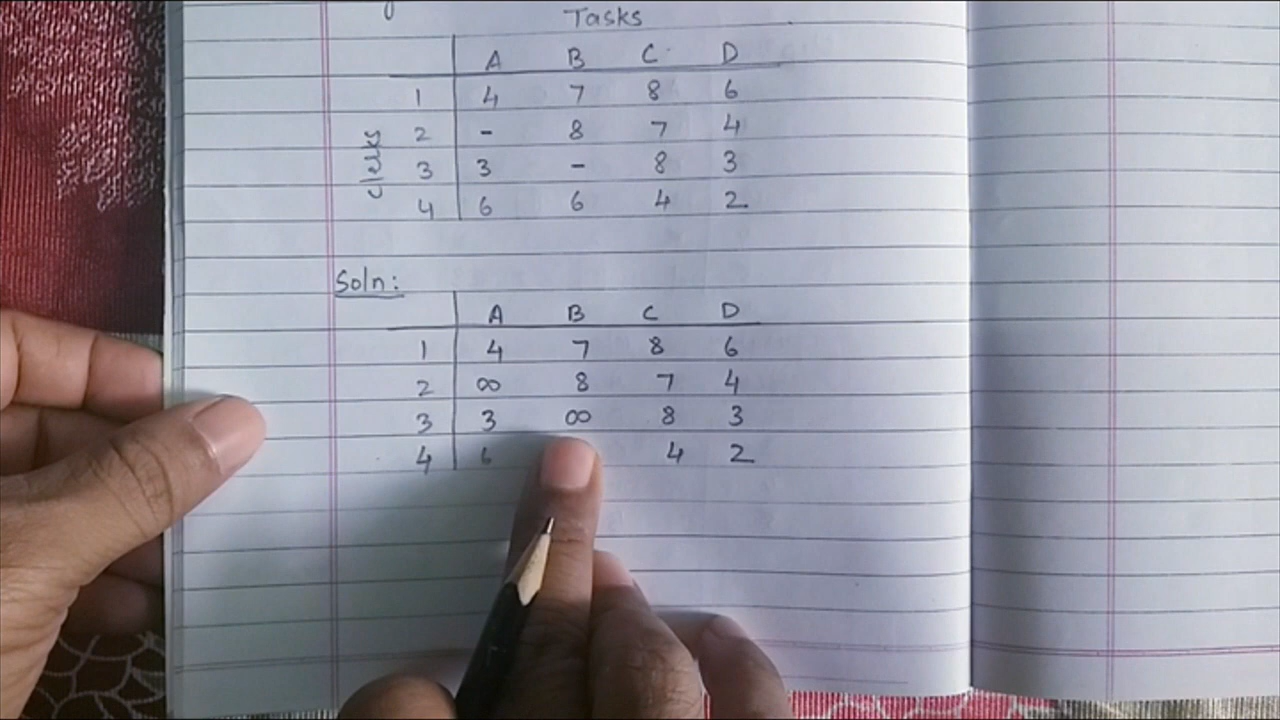 Tasks
A B C D
1 4 7 8 6
2 - 8 7 4
Clerks
3 3 - 8 3
4 6 6 4 2
Soln:
A B C D
1 4 7 8 6
2 ∞ 8 7 4
3 3 ∞ 8 3
4 6 4 2